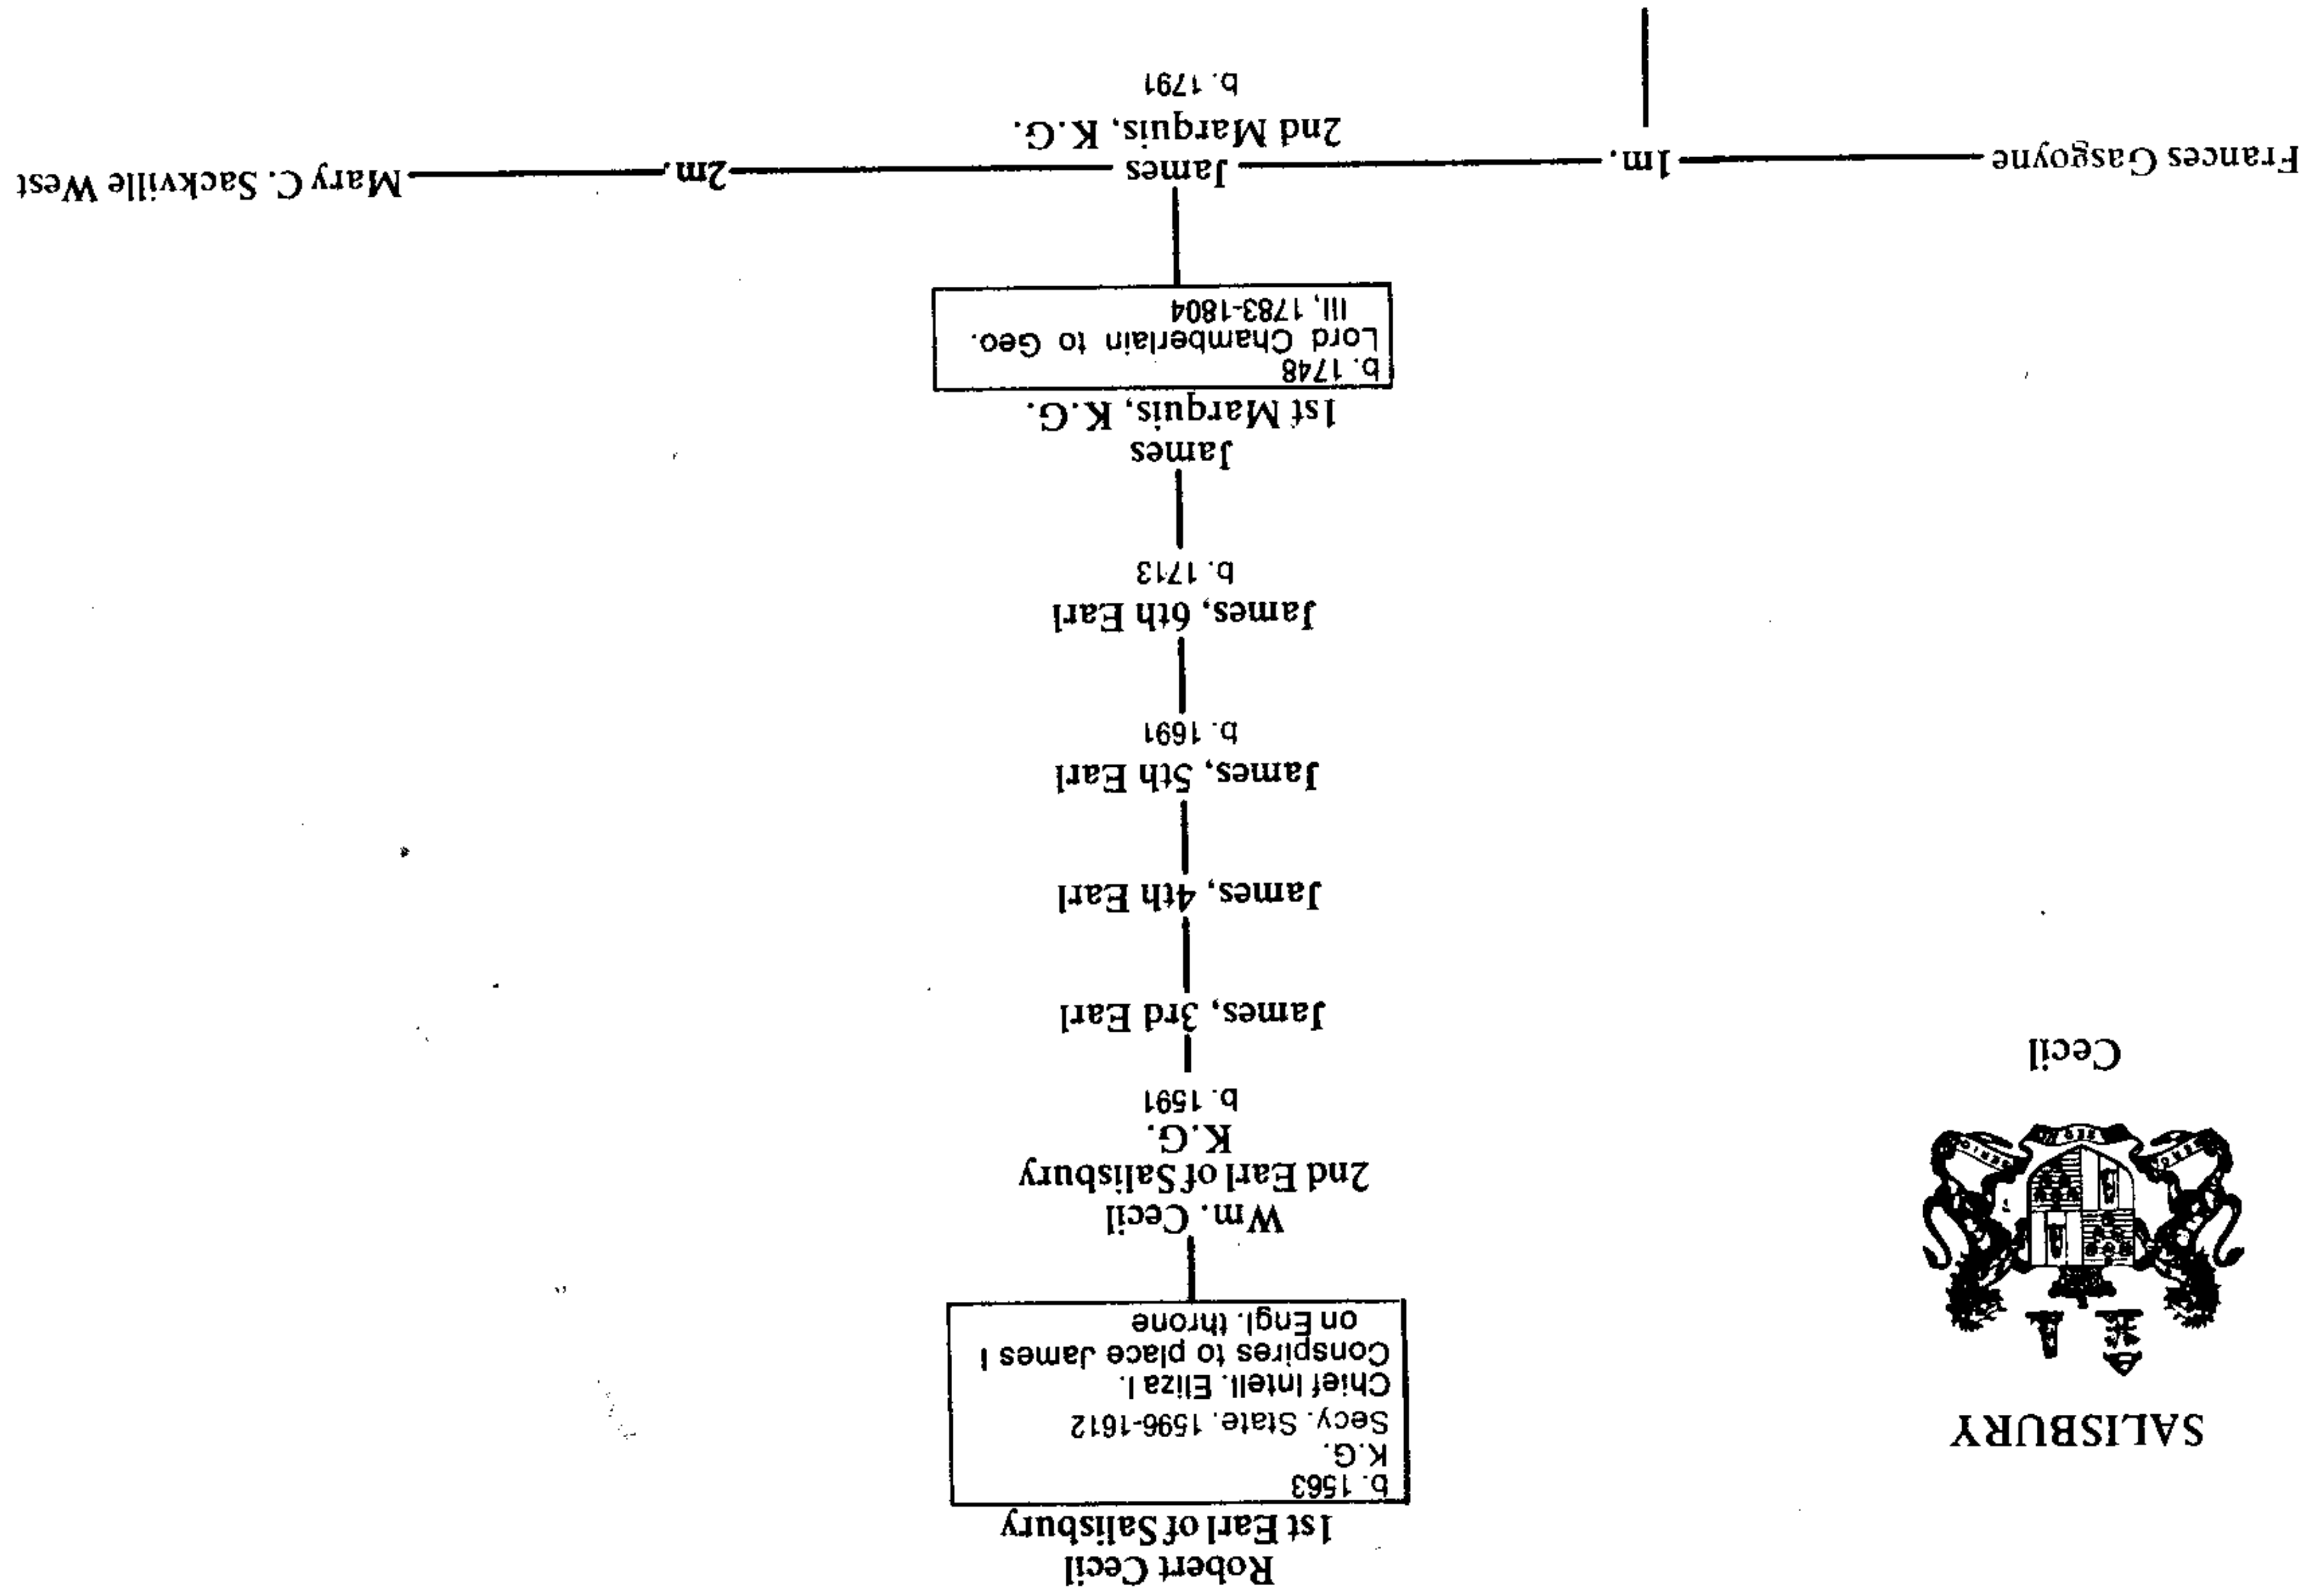 SALISBURY
Cecil
Robert Cecil
1st Earl of Salisbury
b. 1563
K.G.
Secy. State. 1596-1612
Chief Intell. Eliza I.
Conspires to place James I
on Engl. throne
Wm. Cecil
2nd Earl of Salisbury
K.G.
b. 1591
James, 3rd Earl
James, 4th Earl
James, 5th Earl
b. 1691
James, 6th Earl
b. 1713
James
1st Marquis, K.G.
b. 1748
Lord Chamberlain to Geo.
III, 1783-1804
Frances Gasgoyne 1m. James 2m. Mary C. Sackville West
2nd Marquis, K.G.
b. 1791